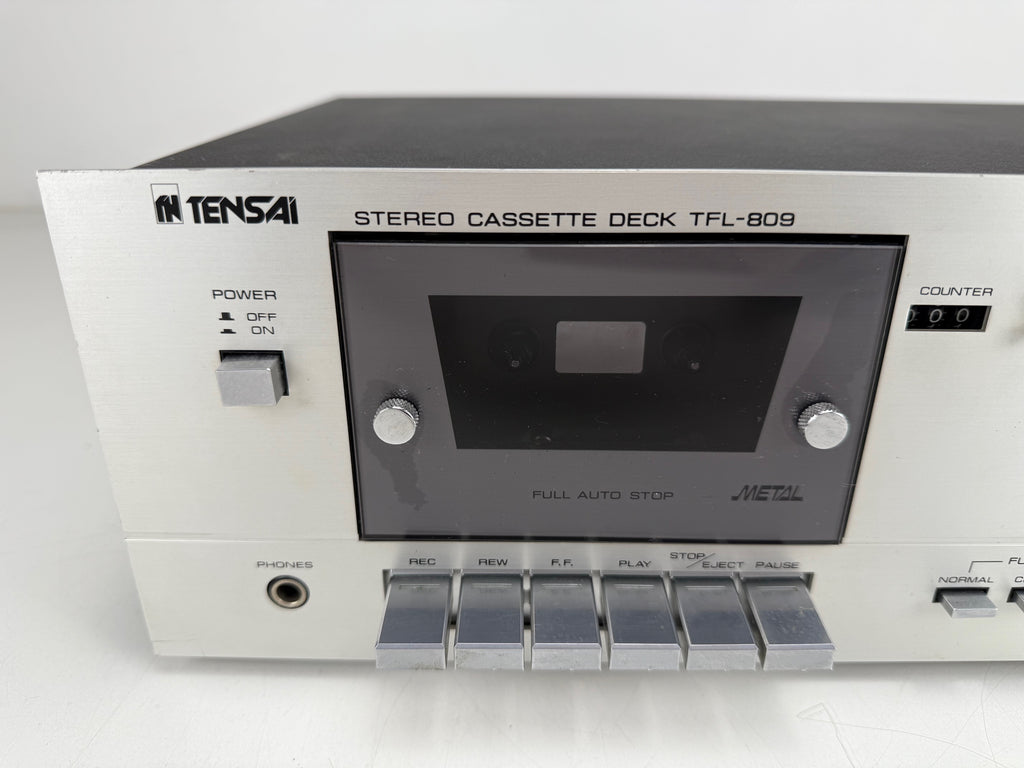 TENSAI
STEREO CASSETTE DECK TFL-809
POWER
OFF
ON
COUNTER
000
FULL AUTO STOP
METAL
PHONES
REC
REW
F.F.
PLAY
STOP/EJECT
PAUSE
NORMAL